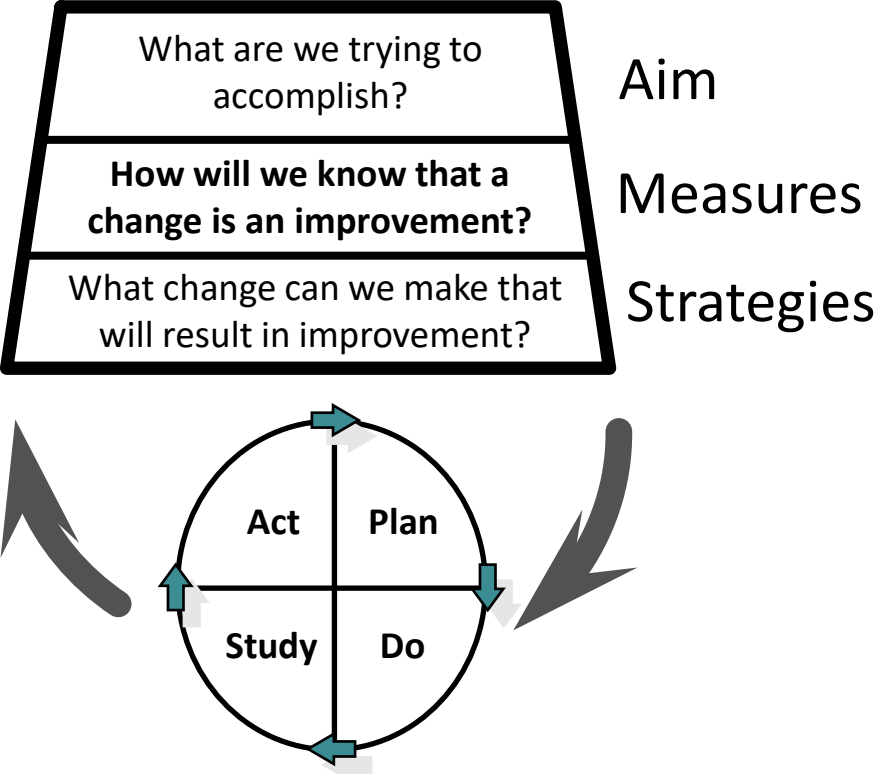 What are we trying to
accomplish?
Aim
How will we know that a
change is an improvement?
Measures
What change can we make that
will result in improvement?
Strategies
Act
Plan
Study
Do